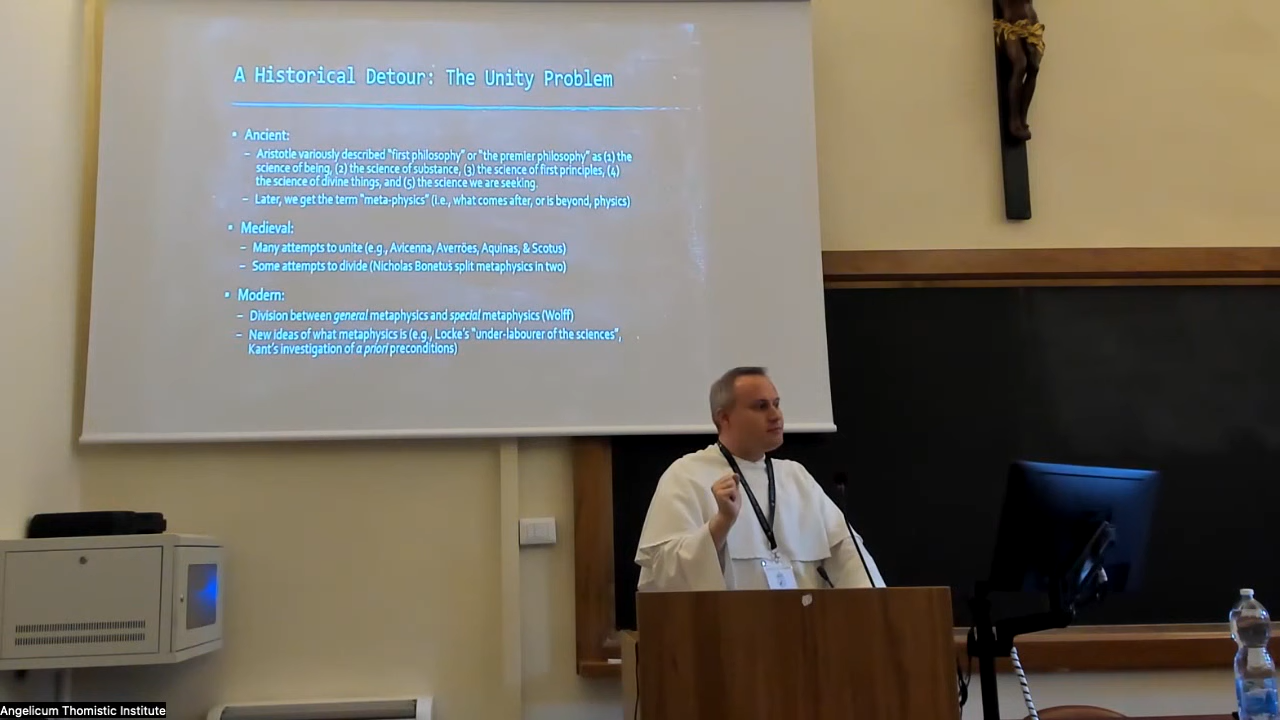 A Historical Detour: The Unity Problem
• Ancient:
– Aristotle variously described "first philosophy" or "the premier philosophy" as (1) the
science of being, (2) the science of substance, (3) the science of first principles, (4)
the science of divine things, and (5) the science we are seeking.
– Later, we get the term "meta-physics" (i.e., what comes after, or is beyond, physics)
• Medieval:
– Many attempts to unite (e.g., Avicenna, Averröes, Aquinas, & Scotus)
– Some attempts to divide (Nicholas Bonetus split metaphysics in two)
• Modern:
– Division between general metaphysics and special metaphysics (Wolff)
– New ideas of what metaphysics is (e.g., Locke's "under-labourer of the sciences",
Kant's investigation of a priori preconditions)
Angelicum Thomistic Institute